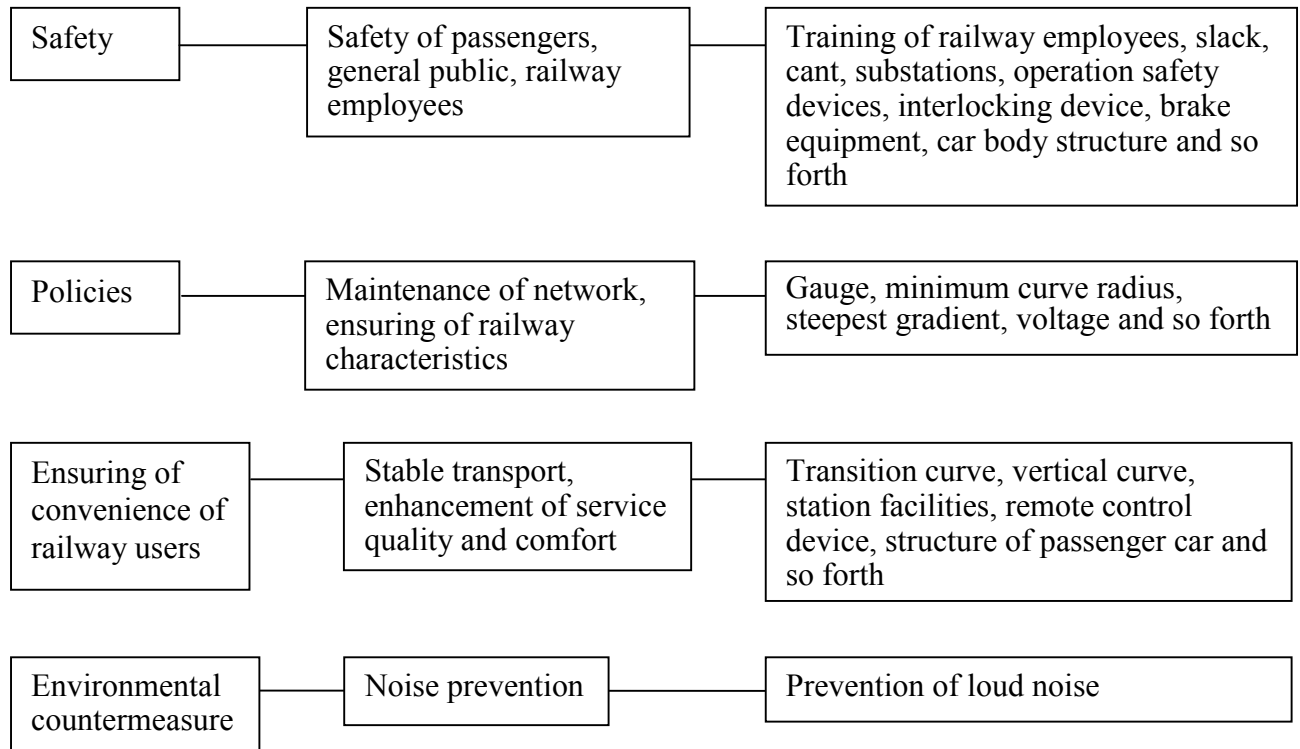 Safety
Safety of passengers,
general public, railway
employees
Training of railway employees, slack,
cant, substations, operation safety
devices, interlocking device, brake
equipment, car body structure and so
forth
Policies
Maintenance of network,
ensuring of railway
characteristics
Gauge, minimum curve radius,
steepest gradient, voltage and so forth
Ensuring of
convenience of
railway users
Stable transport,
enhancement of service
quality and comfort
Transition curve, vertical curve,
station facilities, remote control
device, structure of passenger car and
so forth
Environmental
countermeasure
Noise prevention
Prevention of loud noise